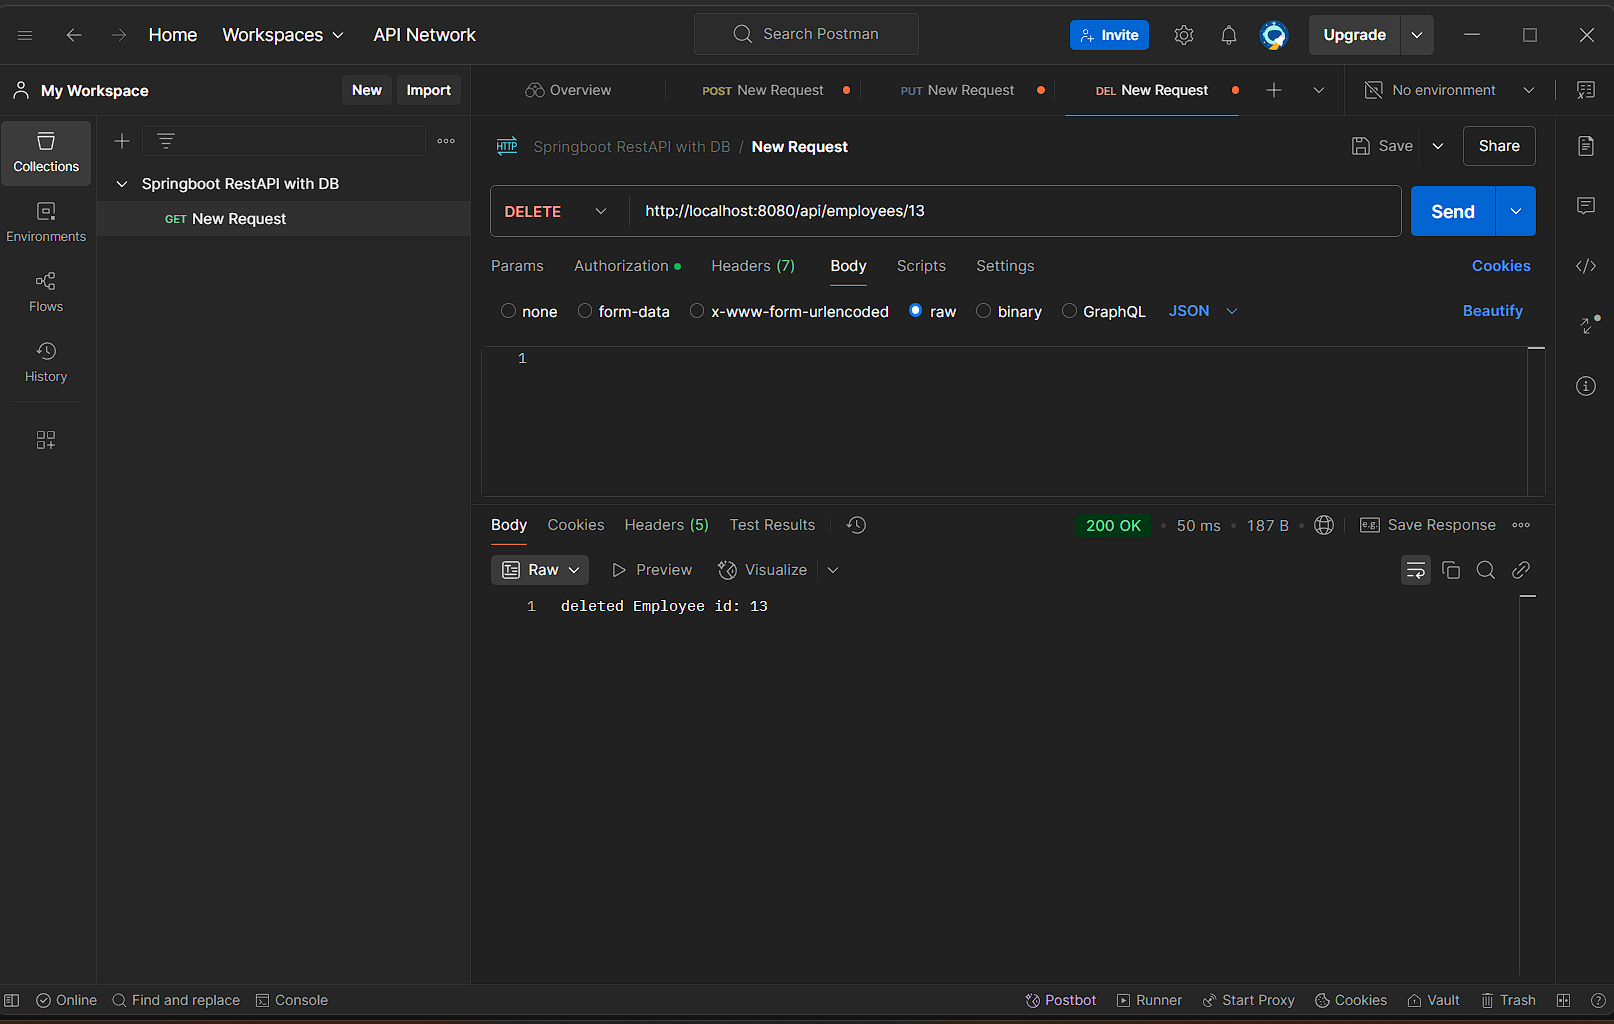 Home Workspaces API Network Search Postman Invite Upgrade
My Workspace New Import Overview POST New Request PUT New Request DEL New Request No environment
Collections
Environments
Flows
History
Springboot RestAPI with DB
GET New Request
HTTP Springboot RestAPI with DB / New Request Save Share
DELETE http://localhost:8080/api/employees/13 Send
Params Authorization Headers (7) Body Scripts Settings Cookies
none form-data x-www-form-urlencoded raw binary GraphQL JSON Beautify
1
Body Cookies Headers (5) Test Results 200 OK • 50 ms • 187 B • e.g. Save Response
Raw Preview Visualize
1 deleted Employee id: 13
Online Find and replace Console Postbot Runner Start Proxy Cookies Vault Trash